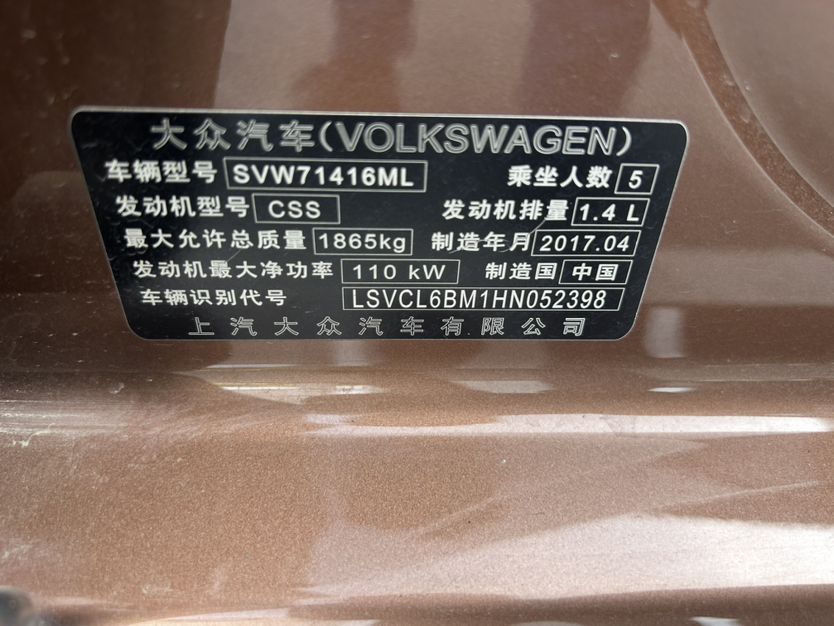 大众汽车(VOLKSWAGEN)
车辆型号 SVW71416ML 乘坐人数 5
发动机型号 CSS 发动机排量 1.4 L
最大允许总质量 1865kg 制造年月 2017.04
发动机最大净功率 110 kW 制造国 中国
车辆识别代号 LSVCL6BM1HN052398
上汽大众汽车有限公司